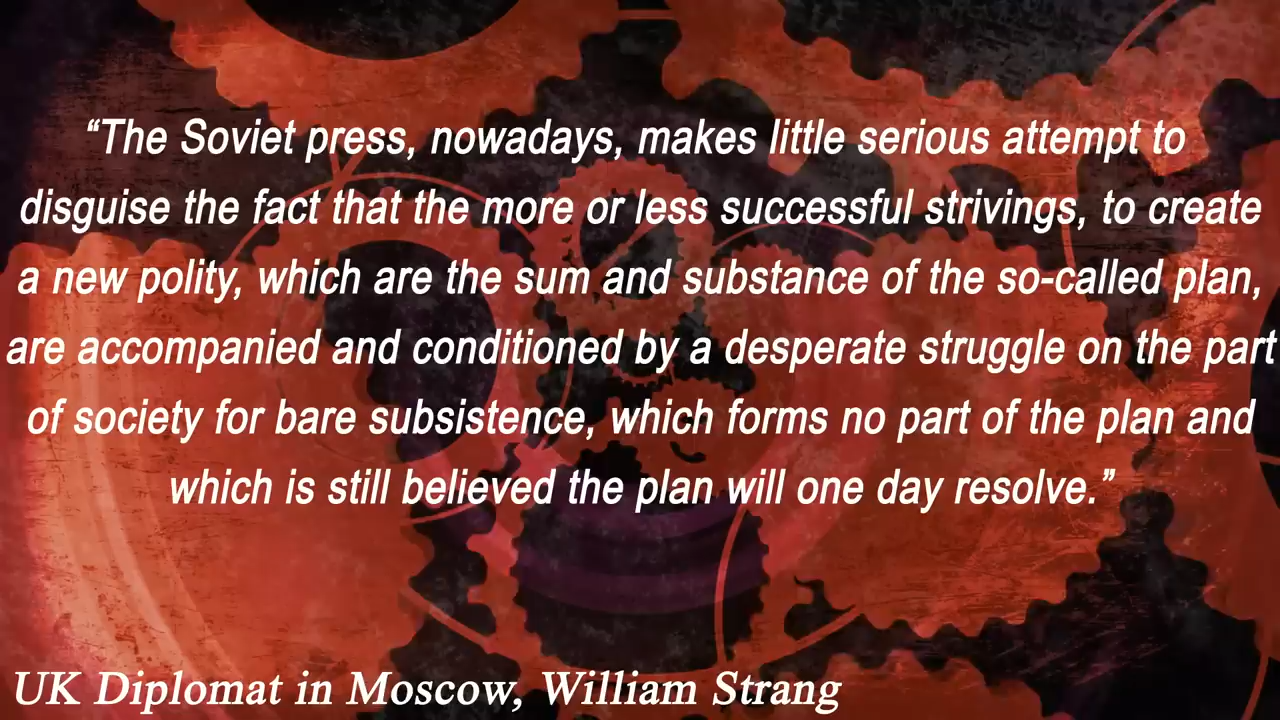 “The Soviet press, nowadays, makes little serious attempt to
disguise the fact that the more or less successful strivings, to create
a new polity, which are the sum and substance of the so-called plan,
are accompanied and conditioned by a desperate struggle on the part
of society for bare subsistence, which forms no part of the plan and
which is still believed the plan will one day resolve.”
UK Diplomat in Moscow, William Strang